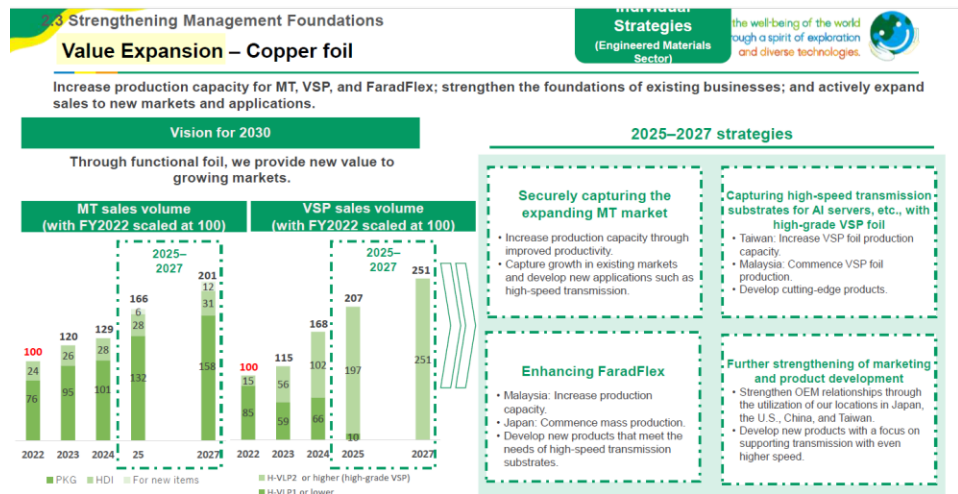 2.3 Strengthening Management Foundations
Value Expansion – Copper foil
Individual
Strategies
(Engineered Materials
Sector)
the well-being of the world
through a spirit of exploration
and diverse technologies.
Increase production capacity for MT, VSP, and FaradFlex; strengthen the foundations of existing businesses; and actively expand
sales to new markets and applications.
Vision for 2030
Through functional foil, we provide new value to
growing markets.
MT sales volume
(with FY2022 scaled at 100)
2025–
2027
100
24
76
120
26
95
129
28
101
166
6
28
132
201
12
31
158
2022 2023 2024 25 2027
PKG HDI For new items
VSP sales volume
(with FY2022 scaled at 100)
2025–
2027
100
15
85
115
56
59
168
102
66
207
197
10
251
251
2022 2023 2024 2025 2027
H-VLP2 or higher (high-grade VSP)
H-VLP1 or lower
2025–2027 strategies
Securely capturing the
expanding MT market
• Increase production capacity through
improved productivity.
• Capture growth in existing markets
and develop new applications such as
high-speed transmission.
Capturing high-speed transmission
substrates for AI servers, etc., with
high-grade VSP foil
• Taiwan: Increase VSP foil production
capacity.
• Malaysia: Commence VSP foil
production.
• Develop cutting-edge products.
Enhancing FaradFlex
• Malaysia: Increase production
capacity.
• Japan: Commence mass production.
• Develop new products that meet the
needs of high-speed transmission
substrates.
Further strengthening of marketing
and product development
• Strengthen OEM relationships through
the utilization of our locations in Japan,
the U.S., China, and Taiwan.
• Develop new products with a focus on
supporting transmission with even
higher speed.